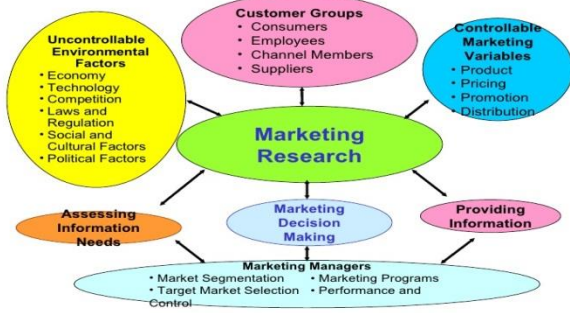 Customer Groups
• Consumers
• Employees
• Channel Members
• Suppliers
Uncontrollable
Environmental
Factors
• Economy
• Technology
• Competition
• Laws and
Regulation
• Social and
Cultural Factors
• Political Factors
Controllable
Marketing
Variables
• Product
• Pricing
• Promotion
• Distribution
Marketing
Research
Assessing
Information
Needs
Marketing
Decision
Making
Providing
Information
Marketing Managers
• Market Segmentation • Marketing Programs
• Target Market Selection • Performance and
Control